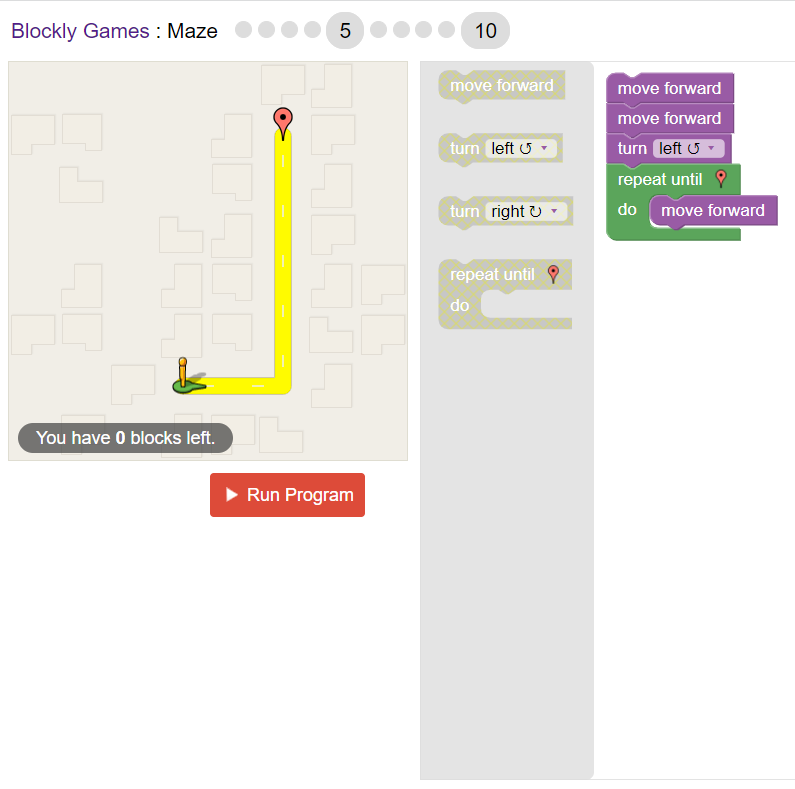 Blockly Games : Maze 5 10
move forward
turn left ↺
turn right ↻
repeat until
do
move forward
move forward
turn left ↺
repeat until
do move forward
You have 0 blocks left.
Run Program